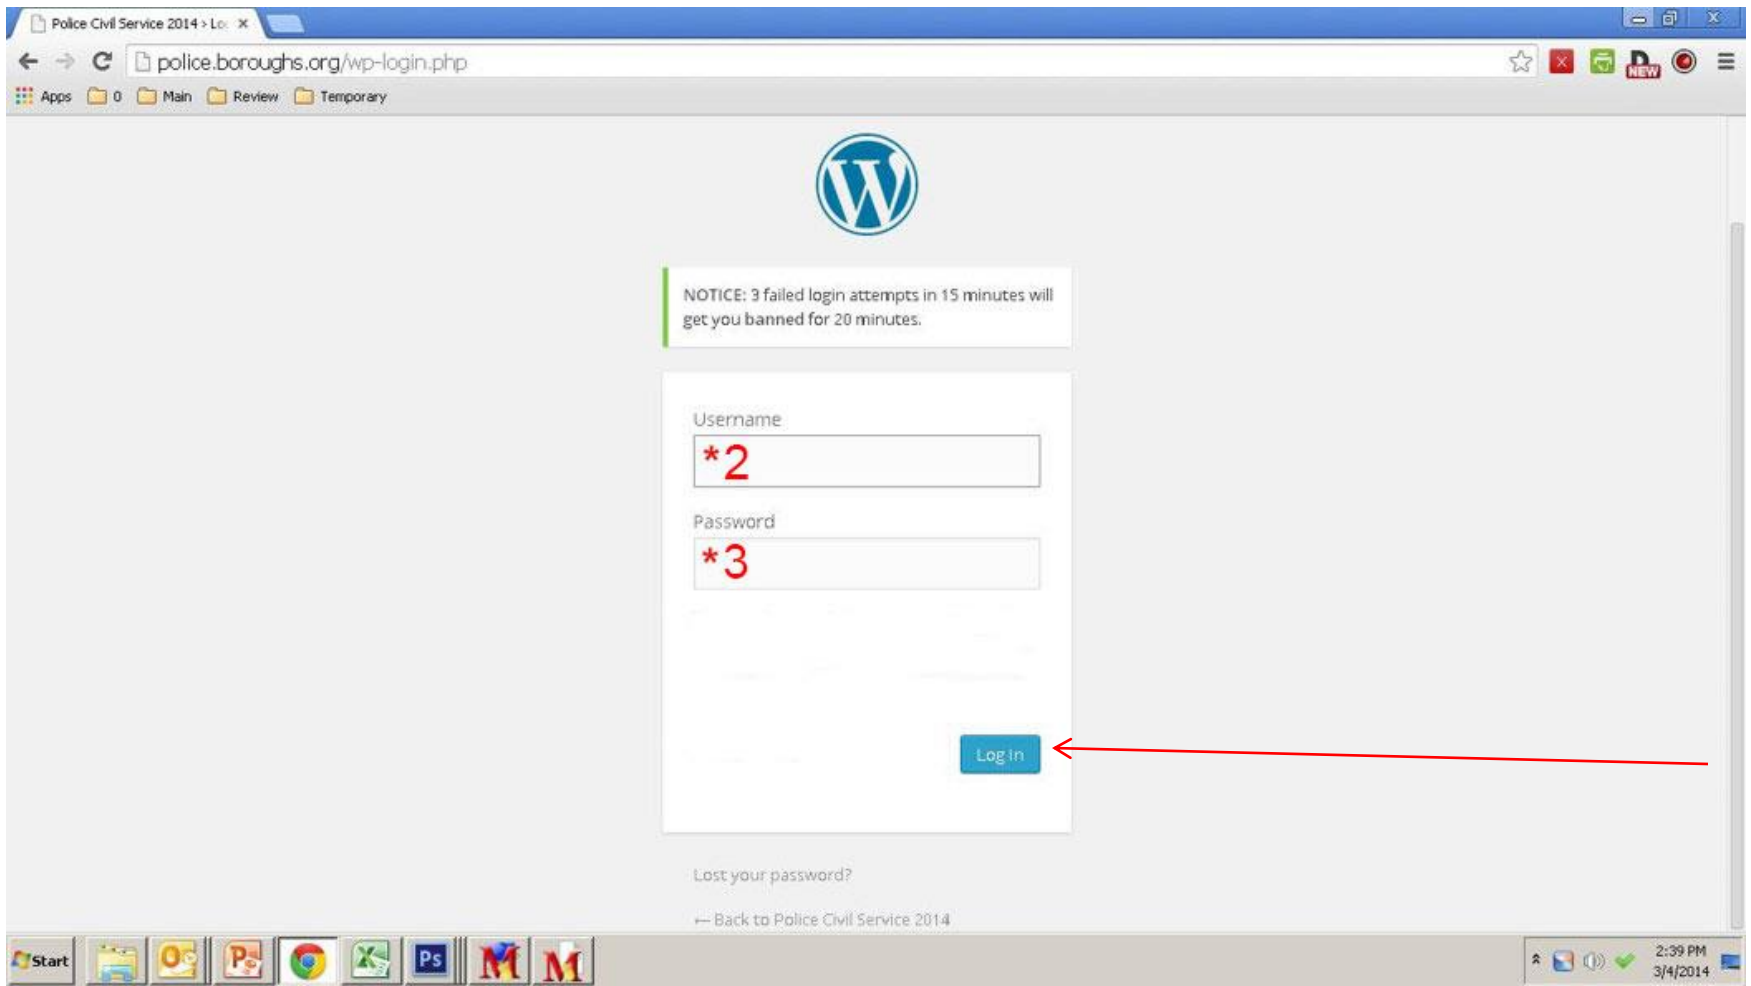 Police Civil Service 2014 › Lo
police.boroughs.org/wp-login.php
NEW
Apps 0 Main Review Temporary
W
NOTICE: 3 failed login attempts in 15 minutes will
get you banned for 20 minutes.
Username
*2
Password
*3
Log In
Lost your password?
← Back to Police Civil Service 2014
Start
Ps
2:39 PM
3/4/2014